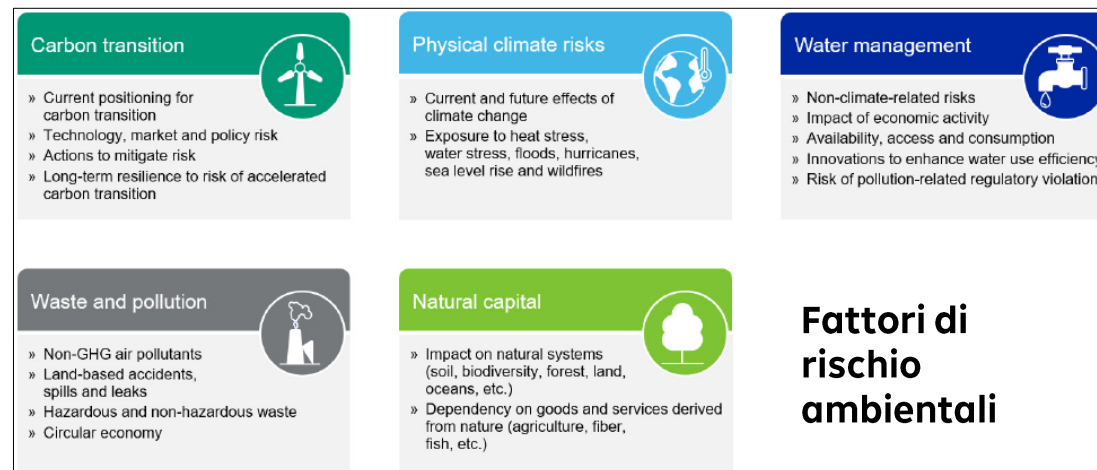 Carbon transition
» Current positioning for
carbon transition
» Technology, market and policy risk
» Actions to mitigate risk
» Long-term resilience to risk of accelerated
carbon transition
Physical climate risks
» Current and future effects of
climate change
» Exposure to heat stress,
water stress, floods, hurricanes,
sea level rise and wildfires
Water management
» Non-climate-related risks
» Impact of economic activity
» Availability, access and consumption
» Innovations to enhance water use efficiency
» Risk of pollution-related regulatory violation
Waste and pollution
» Non-GHG air pollutants
» Land-based accidents,
spills and leaks
» Hazardous and non-hazardous waste
» Circular economy
Natural capital
» Impact on natural systems
(soil, biodiversity, forest, land,
oceans, etc.)
» Dependency on goods and services derived
from nature (agriculture, fiber,
fish, etc.)
Fattori di
rischio
ambientali